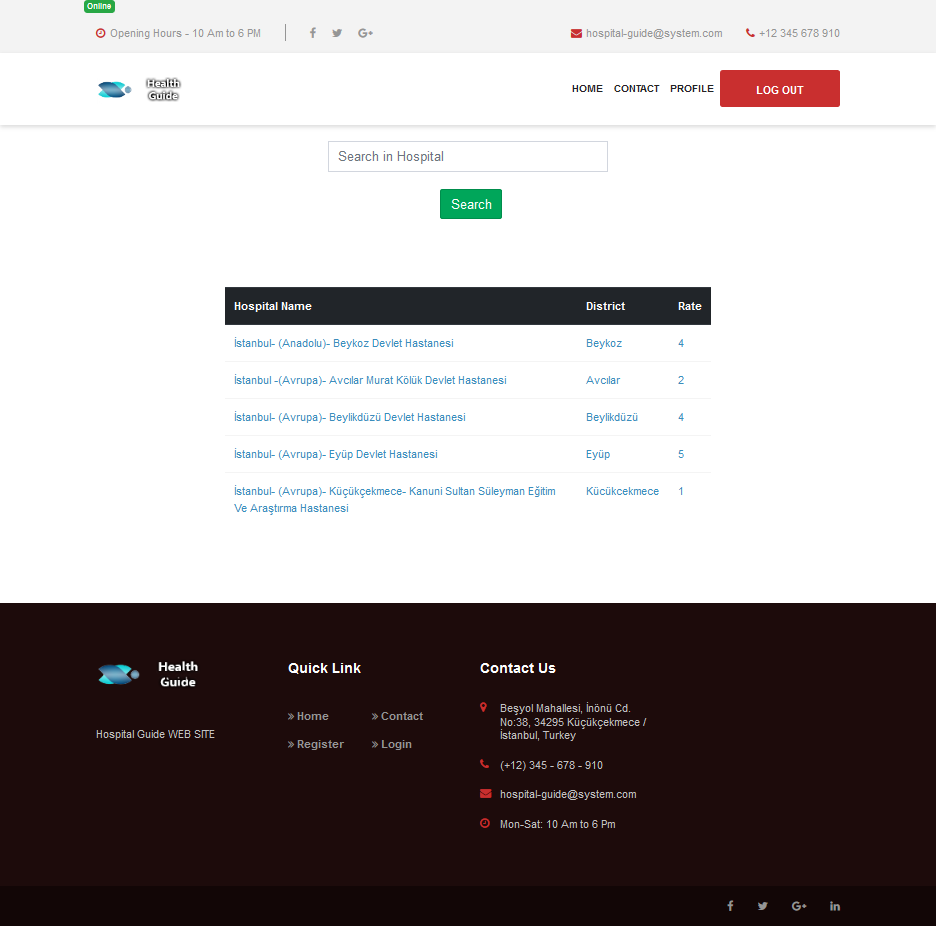 Online
Opening Hours - 10 Am to 6 PM
hospital-guide@system.com
+12 345 678 910
Health
Guide
HOME CONTACT PROFILE LOG OUT
Search in Hospital
Search
Hospital Name District Rate
İstanbul- (Anadolu)- Beykoz Devlet Hastanesi Beykoz 4
İstanbul -(Avrupa)- Avcılar Murat Kölük Devlet Hastanesi Avcılar 2
İstanbul- (Avrupa)- Beylikdüzü Devlet Hastanesi Beylikdüzü 4
İstanbul- (Avrupa)- Eyüp Devlet Hastanesi Eyüp 5
İstanbul- (Avrupa)- Küçükçekmece- Kanuni Sultan Süleyman Eğitim Kücükcekmece 1
Ve Araştırma Hastanesi
Health
Guide
Hospital Guide WEB SITE
Quick Link
» Home » Contact
» Register » Login
Contact Us
Beşyol Mahallesi, İnönü Cd.
No:38, 34295 Küçükçekmece /
İstanbul, Turkey
(+12) 345 - 678 - 910
hospital-guide@system.com
Mon-Sat: 10 Am to 6 Pm